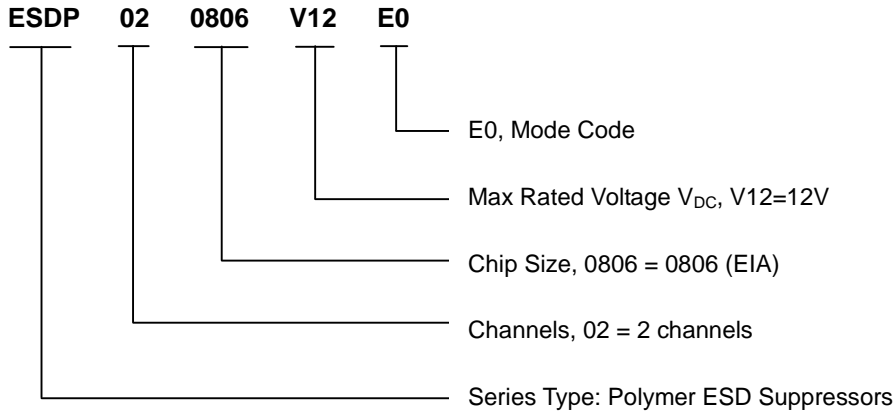 ESDP 02 0806 V12 E0
E0, Mode Code
Max Rated Voltage VDC, V12=12V
Chip Size, 0806 = 0806 (EIA)
Channels, 02 = 2 channels
Series Type: Polymer ESD Suppressors